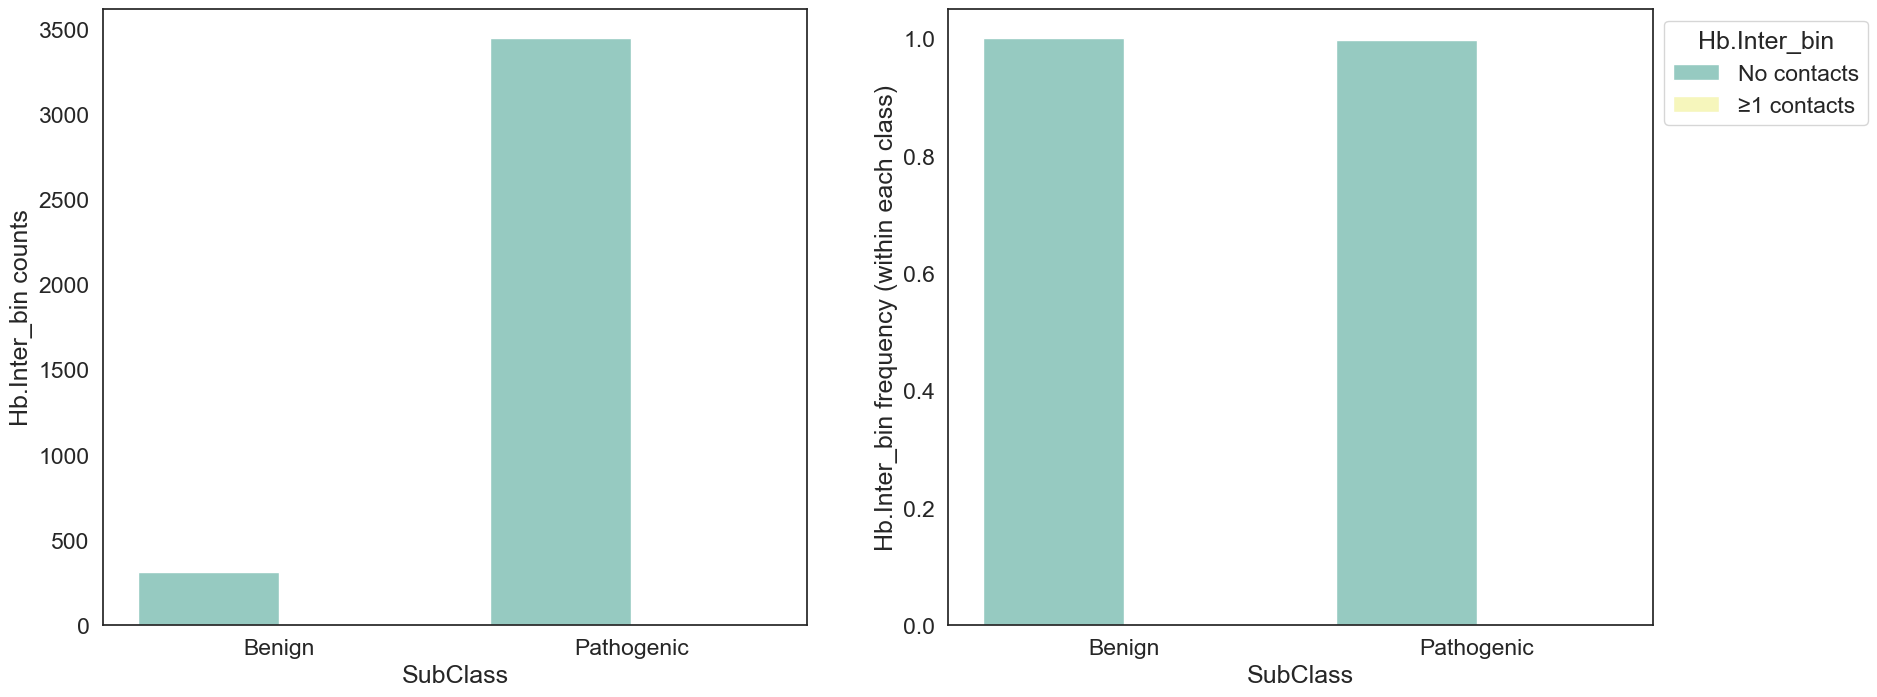 Hb.Inter_bin counts
3500
3000
2500
2000
1500
1000
500
0
Benign
Pathogenic
SubClass
Hb.Inter_bin frequency (within each class)
1.0
0.8
0.6
0.4
0.2
0.0
Benign
Pathogenic
SubClass
Hb.Inter_bin
No contacts
≥1 contacts